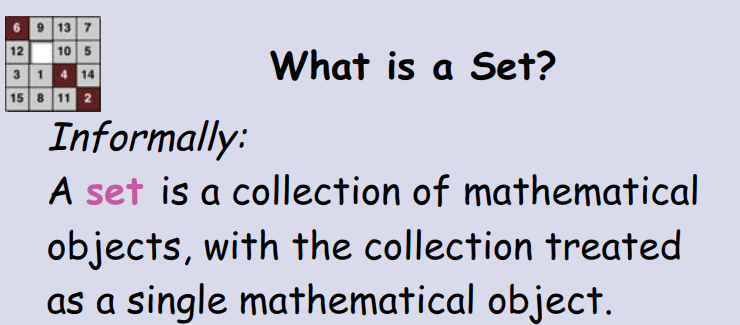 6 9 13 7
12 10 5
3 1 4 14
15 8 11 2
What is a Set?
Informally:
A set is a collection of mathematical
objects, with the collection treated
as a single mathematical object.